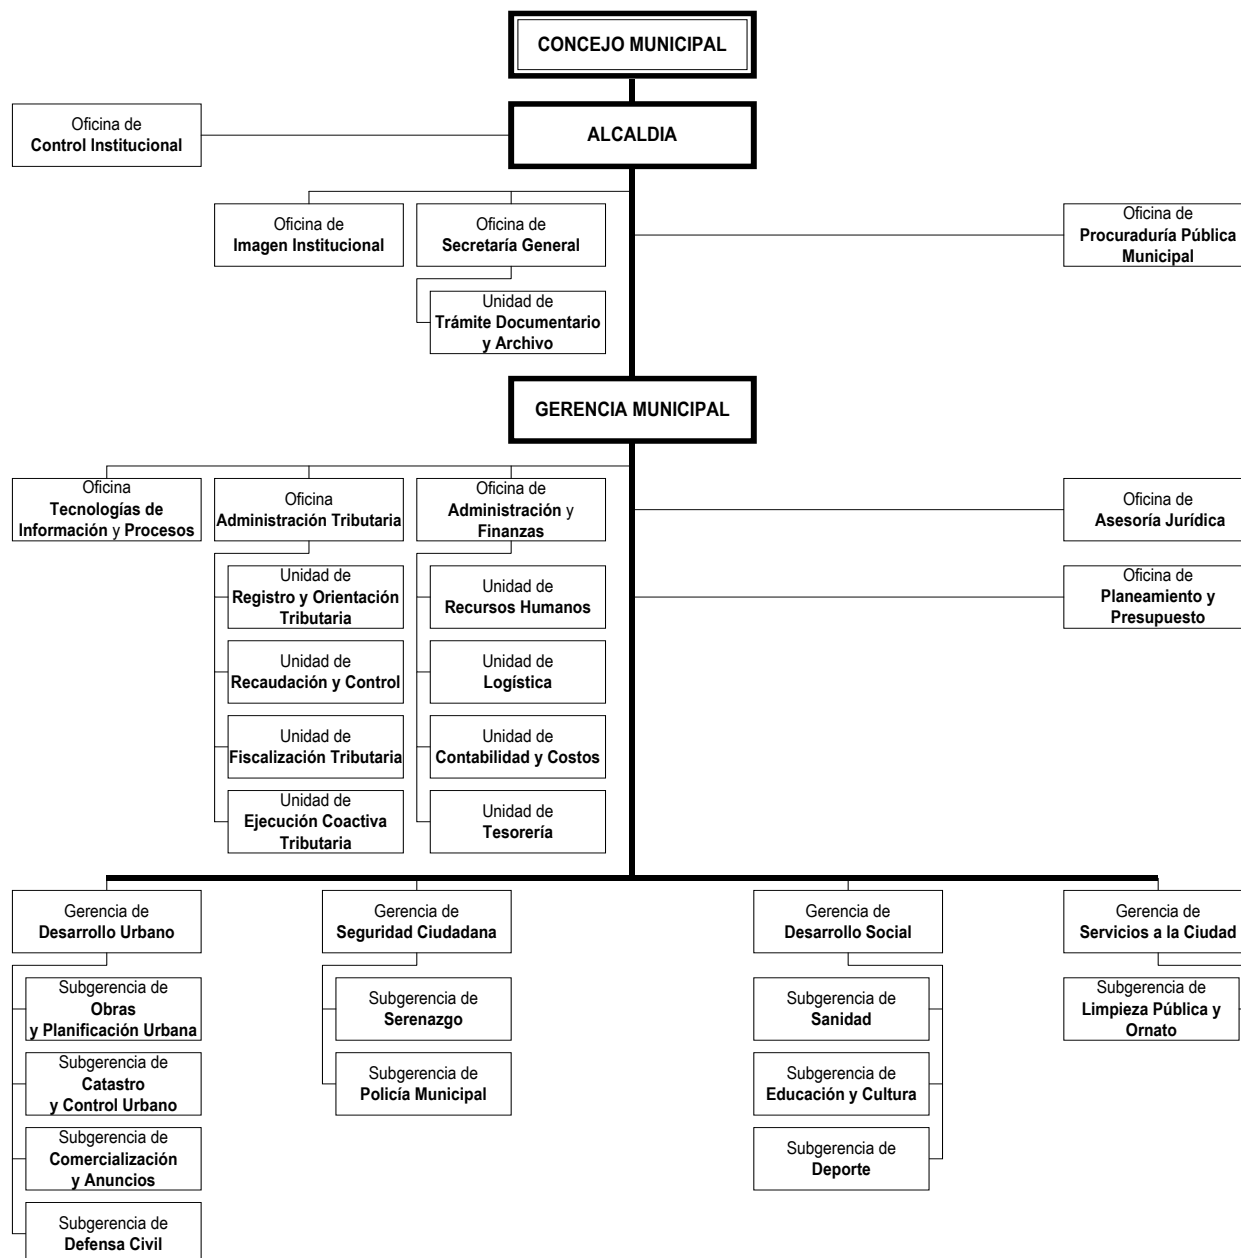 CONCEJO MUNICIPAL
Oficina de
Control Institucional
ALCALDIA
Oficina de
Imagen Institucional
Oficina de
Secretaría General
Oficina de
Procuraduría Pública
Municipal
Unidad de
Trámite Documentario
y Archivo
GERENCIA MUNICIPAL
Oficina
Tecnologías de
Información y Procesos
Oficina
Administración Tributaria
Oficina de
Administración y
Finanzas
Oficina de
Asesoría Jurídica
Unidad de
Registro y Orientación
Tributaria
Unidad de
Recursos Humanos
Oficina de
Planeamiento y
Presupuesto
Unidad de
Recaudación y Control
Unidad de
Logística
Unidad de
Fiscalización Tributaria
Unidad de
Contabilidad y Costos
Unidad de
Ejecución Coactiva
Tributaria
Unidad de
Tesorería
Gerencia de
Desarrollo Urbano
Gerencia de
Seguridad Ciudadana
Gerencia de
Desarrollo Social
Gerencia de
Servicios a la Ciudad
Subgerencia de
Obras
y Planificación Urbana
Subgerencia de
Serenazgo
Subgerencia de
Sanidad
Subgerencia de
Limpieza Pública y
Ornato
Subgerencia de
Catastro
y Control Urbano
Subgerencia de
Policía Municipal
Subgerencia de
Educación y Cultura
Subgerencia de
Comercialización
y Anuncios
Subgerencia de
Deporte
Subgerencia de
Defensa Civil